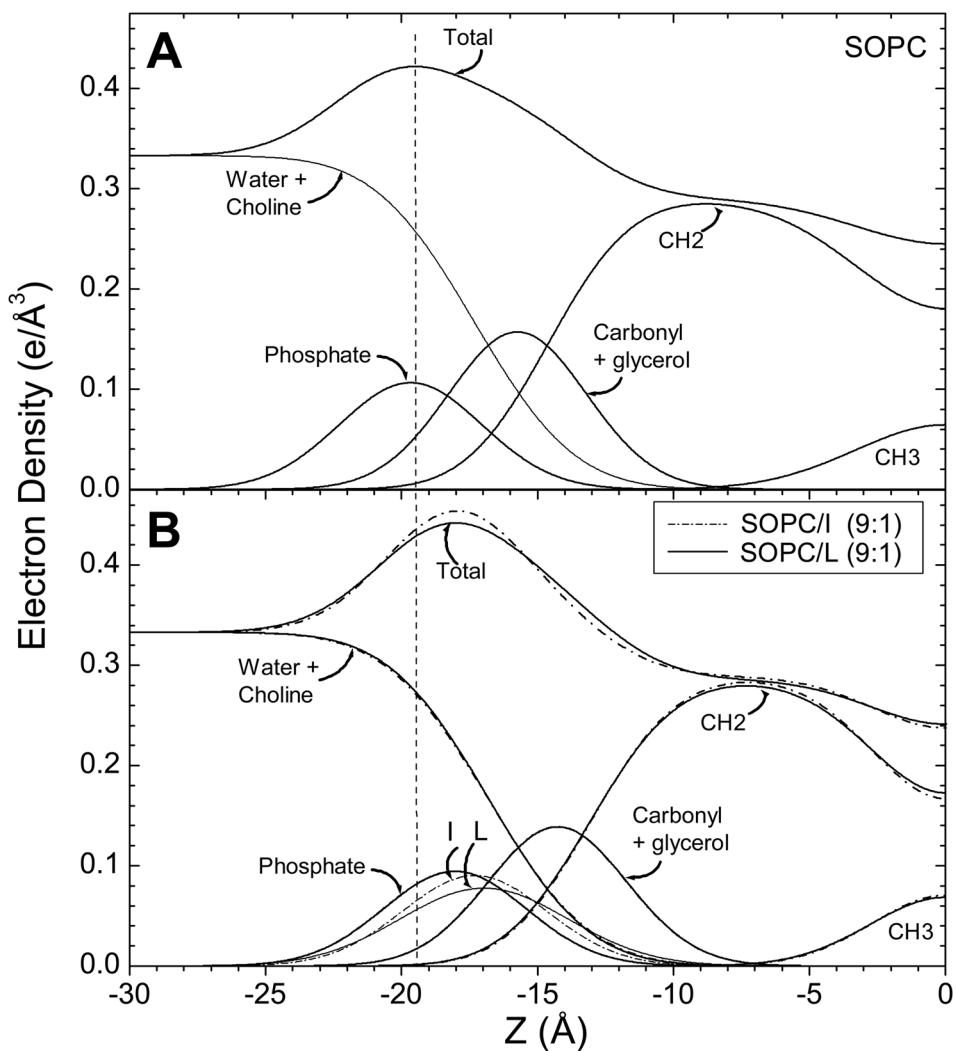 A
SOPC
Total
0.4
0.3
0.2
0.1
0.0
Water +
Choline
CH2
Phosphate
Carbonyl
+ glycerol
CH3
Electron Density (e/Å³)
B
SOPC/I (9:1)
SOPC/L (9:1)
Total
0.4
0.3
0.2
0.1
0.0
Water +
Choline
CH2
I L
Phosphate
Carbonyl
+ glycerol
CH3
-30 -25 -20 -15 -10 -5 0
Z (Å)